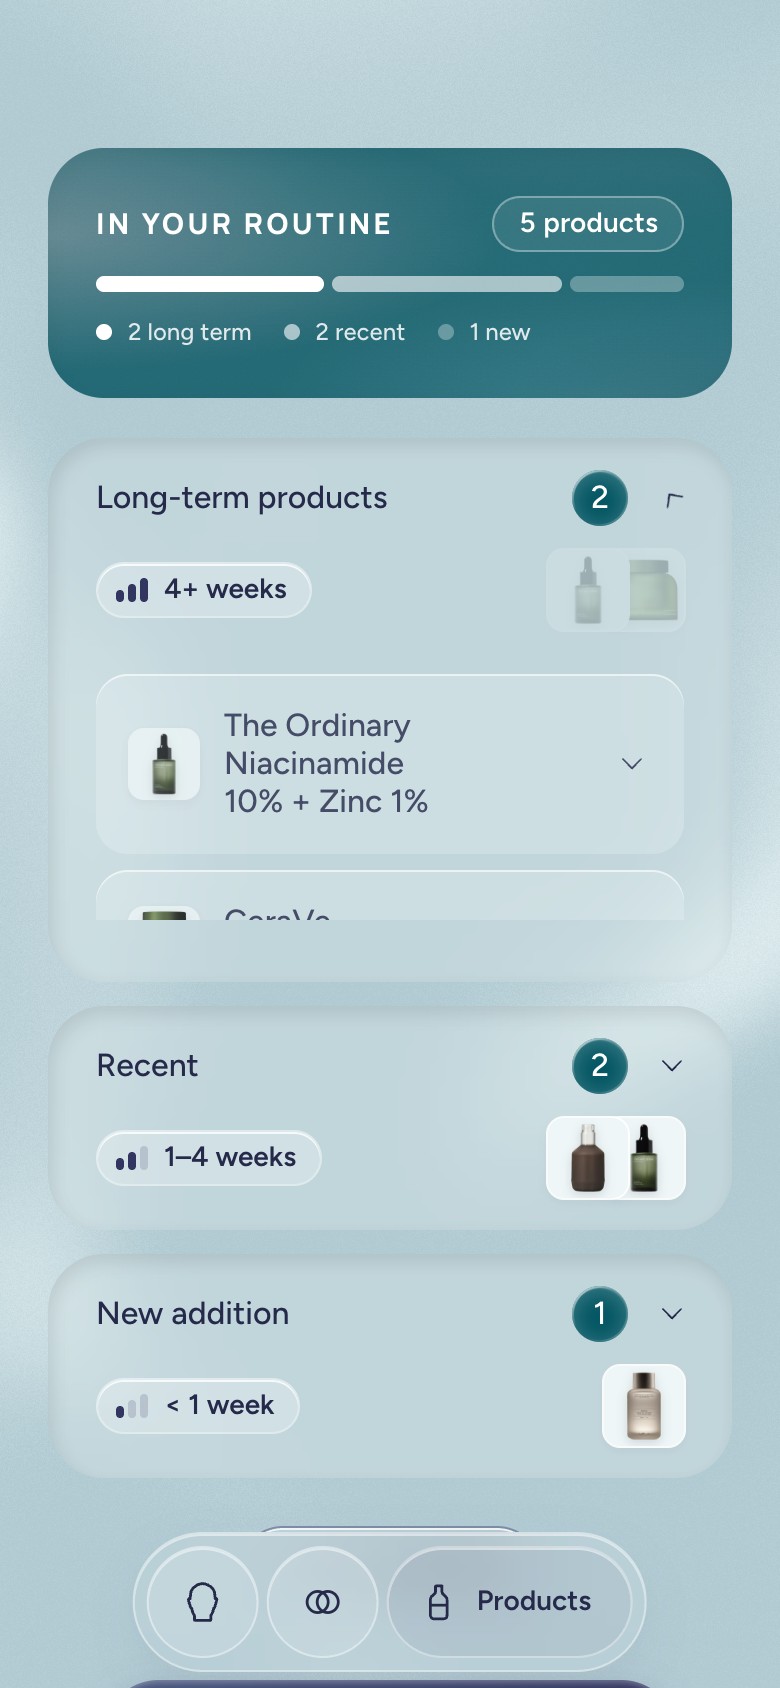 IN YOUR ROUTINE
5 products
2 long term
2 recent
1 new
Long-term products
2
4+ weeks
The Ordinary
Niacinamide
10% + Zinc 1%
CeraVe
Recent
2
1–4 weeks
New addition
1
< 1 week
Products